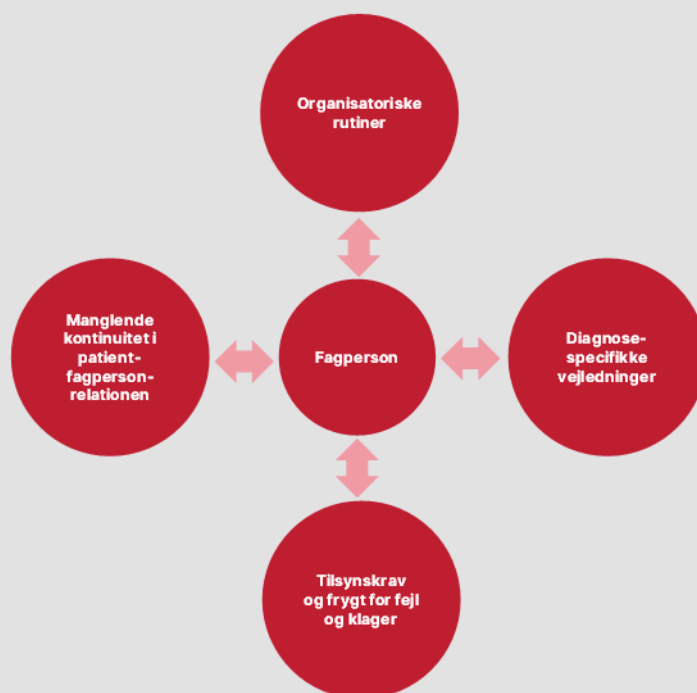 Organisatoriske
rutiner
Manglende
kontinuitet i
patient-
fagperson-
relationen
Fagperson
Diagnose-
specifikke
vejledninger
Tilsynskrav
og frygt for fejl
og klager